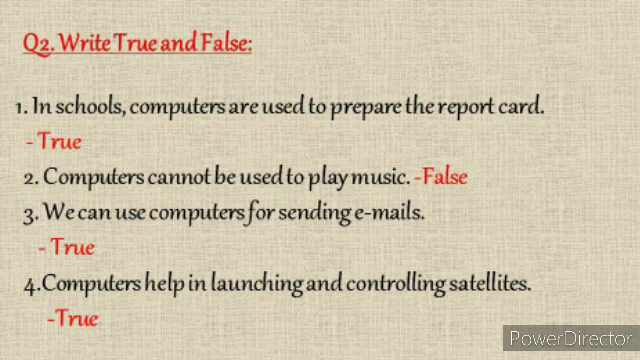 Q2. Write True and False:
1. In schools, computers are used to prepare the report card.
- True
2. Computers cannot be used to play music. -False
3. We can use computers for sending e-mails.
- True
4.Computers help in launching and controlling satellites.
-True
PowerDirector